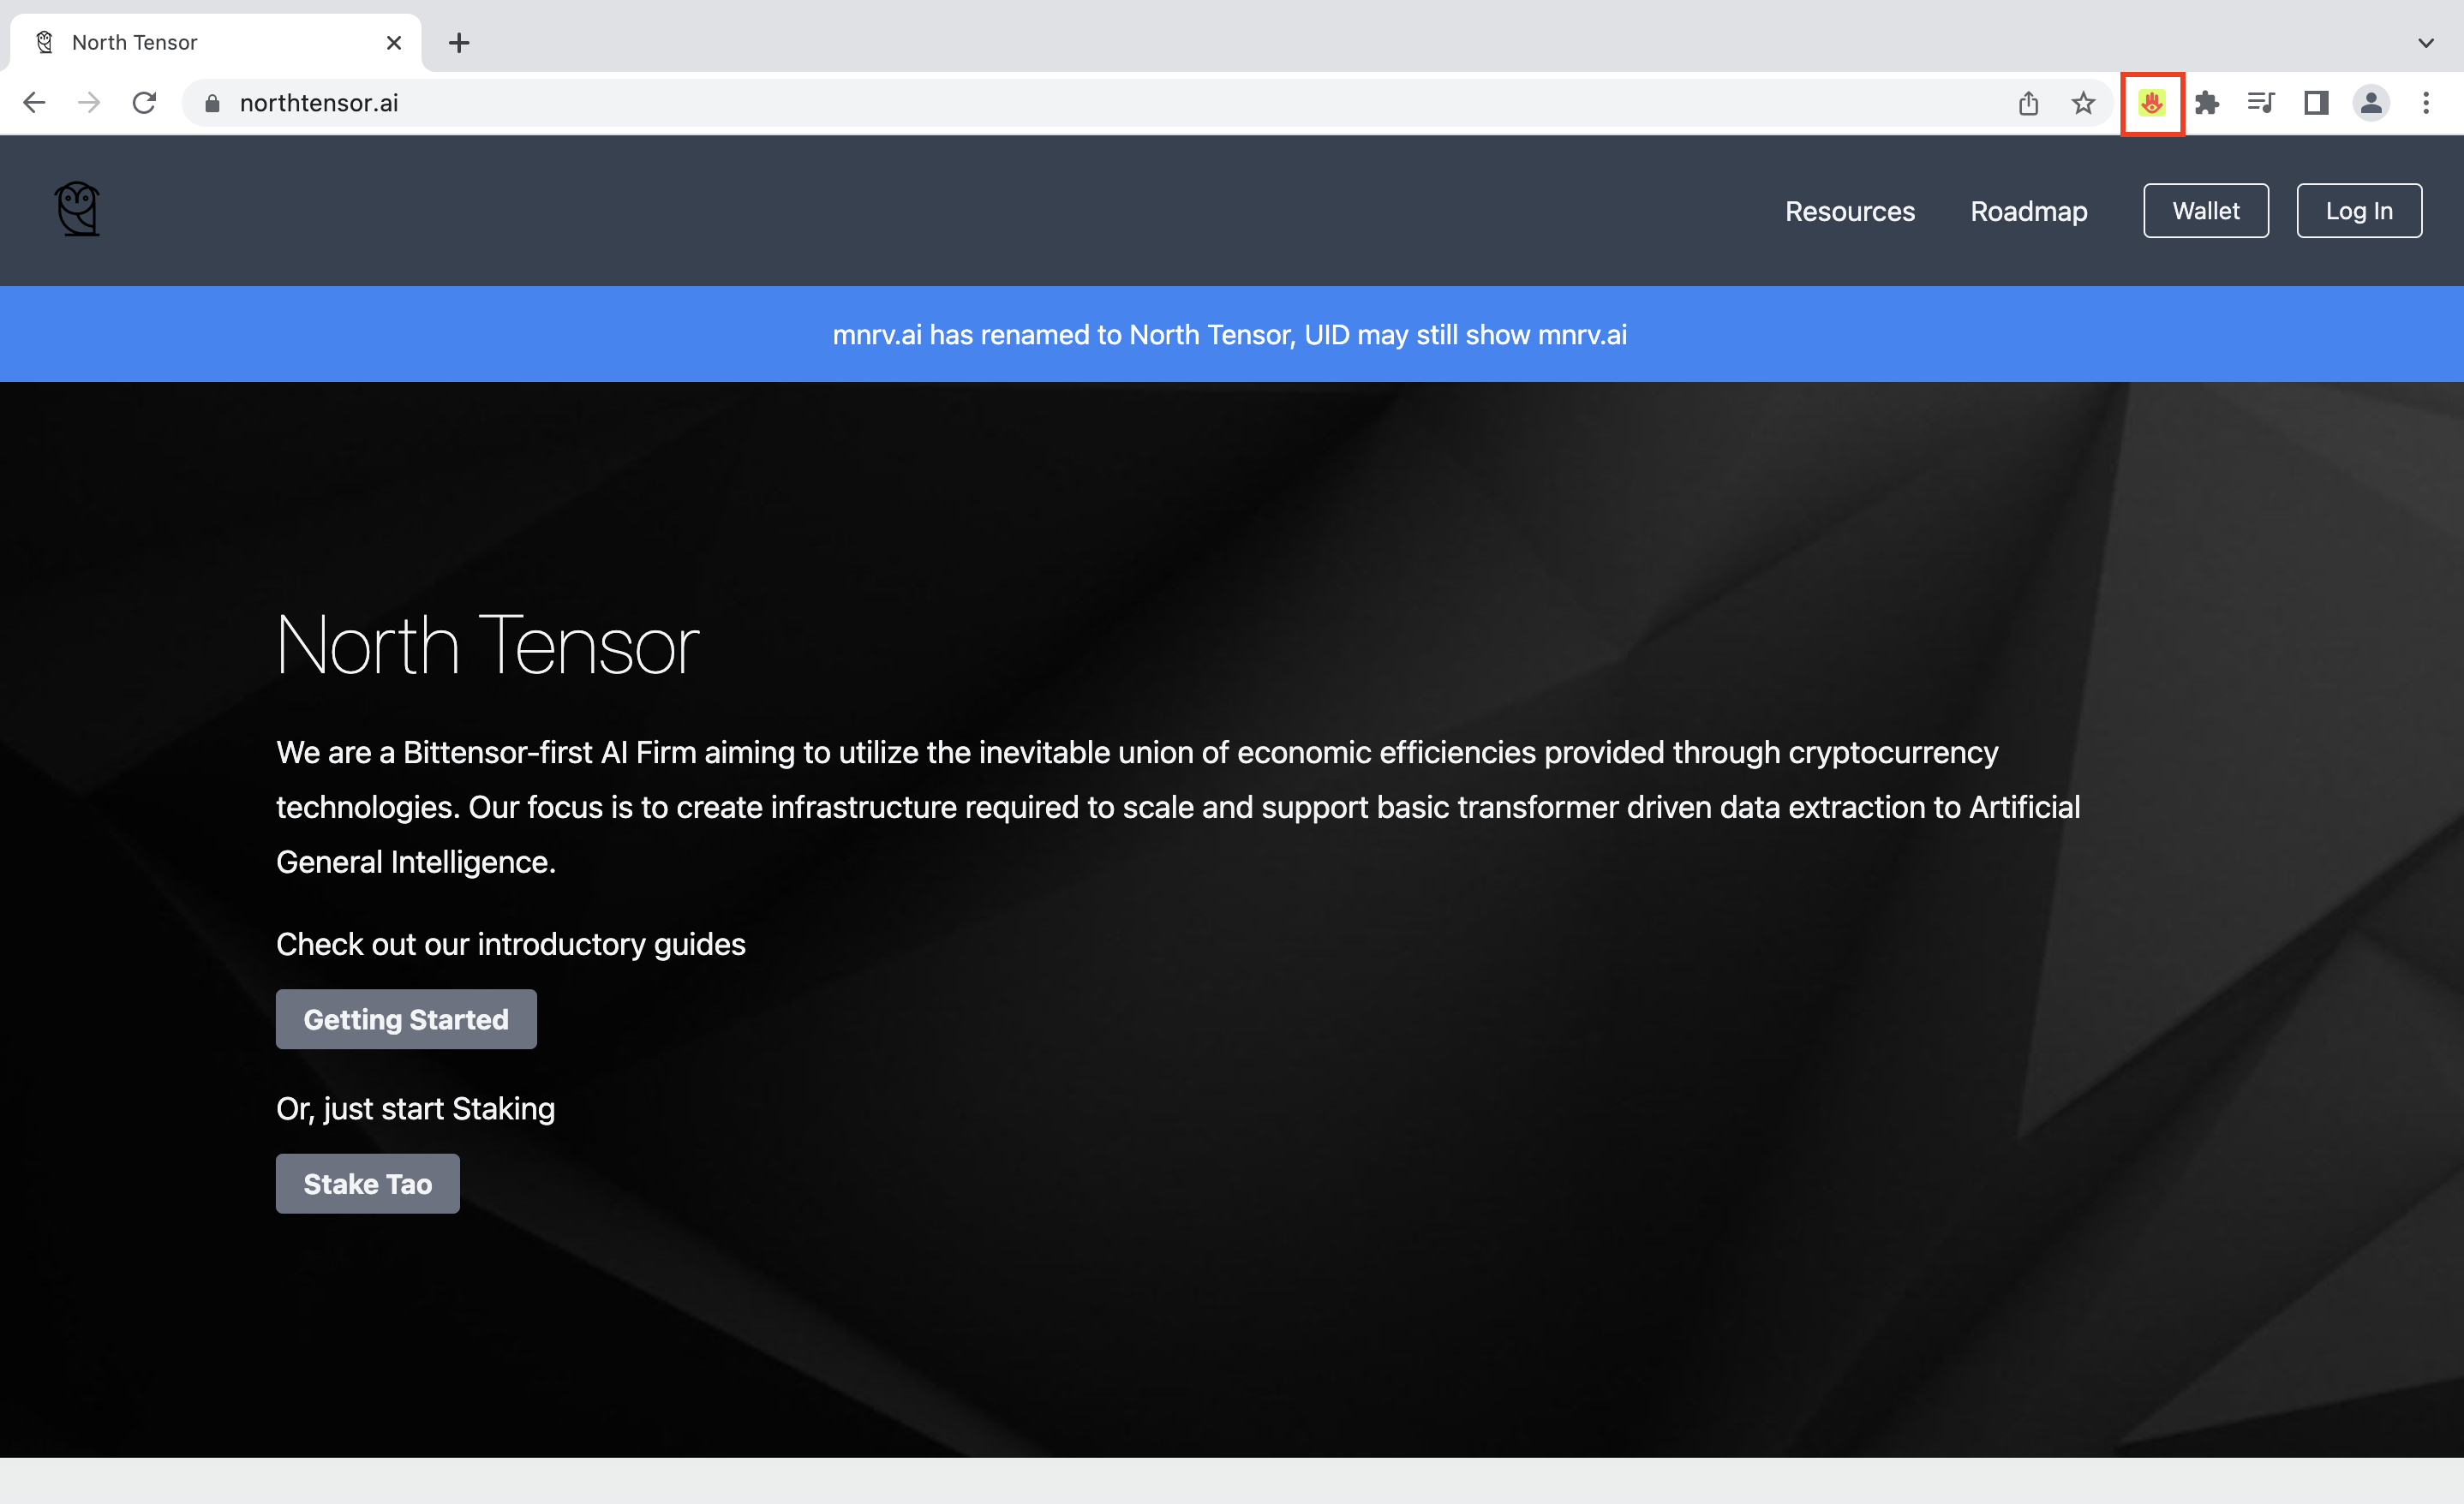 North Tensor
northtensor.ai
Resources
Roadmap
Wallet
Log In
mnrv.ai has renamed to North Tensor, UID may still show mnrv.ai
North Tensor
We are a Bittensor-first AI Firm aiming to utilize the inevitable union of economic efficiencies provided through cryptocurrency
technologies. Our focus is to create infrastructure required to scale and support basic transformer driven data extraction to Artificial
General Intelligence.
Check out our introductory guides
Getting Started
Or, just start Staking
Stake Tao